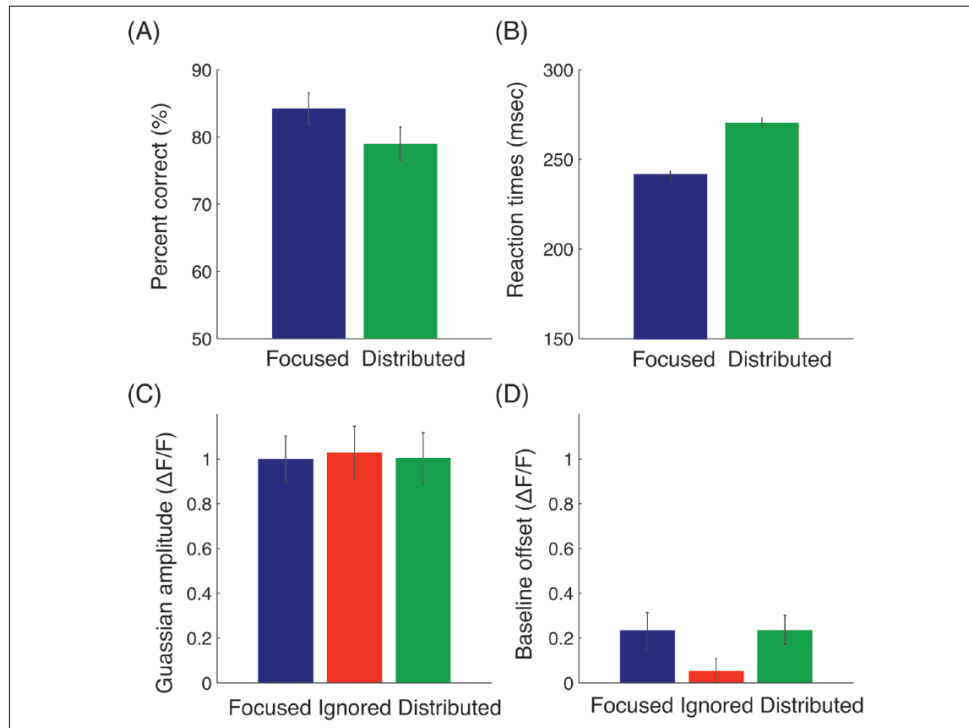 (A)
Percent correct (%)
90
80
70
60
50
Focused Distributed
(B)
Reaction times (msec)
300
250
200
150
Focused Distributed
(C)
Guassian amplitude (ΔF/F)
1
0.8
0.6
0.4
0.2
0
Focused Ignored Distributed
(D)
Baseline offset (ΔF/F)
1
0.8
0.6
0.4
0.2
0
Focused Ignored Distributed